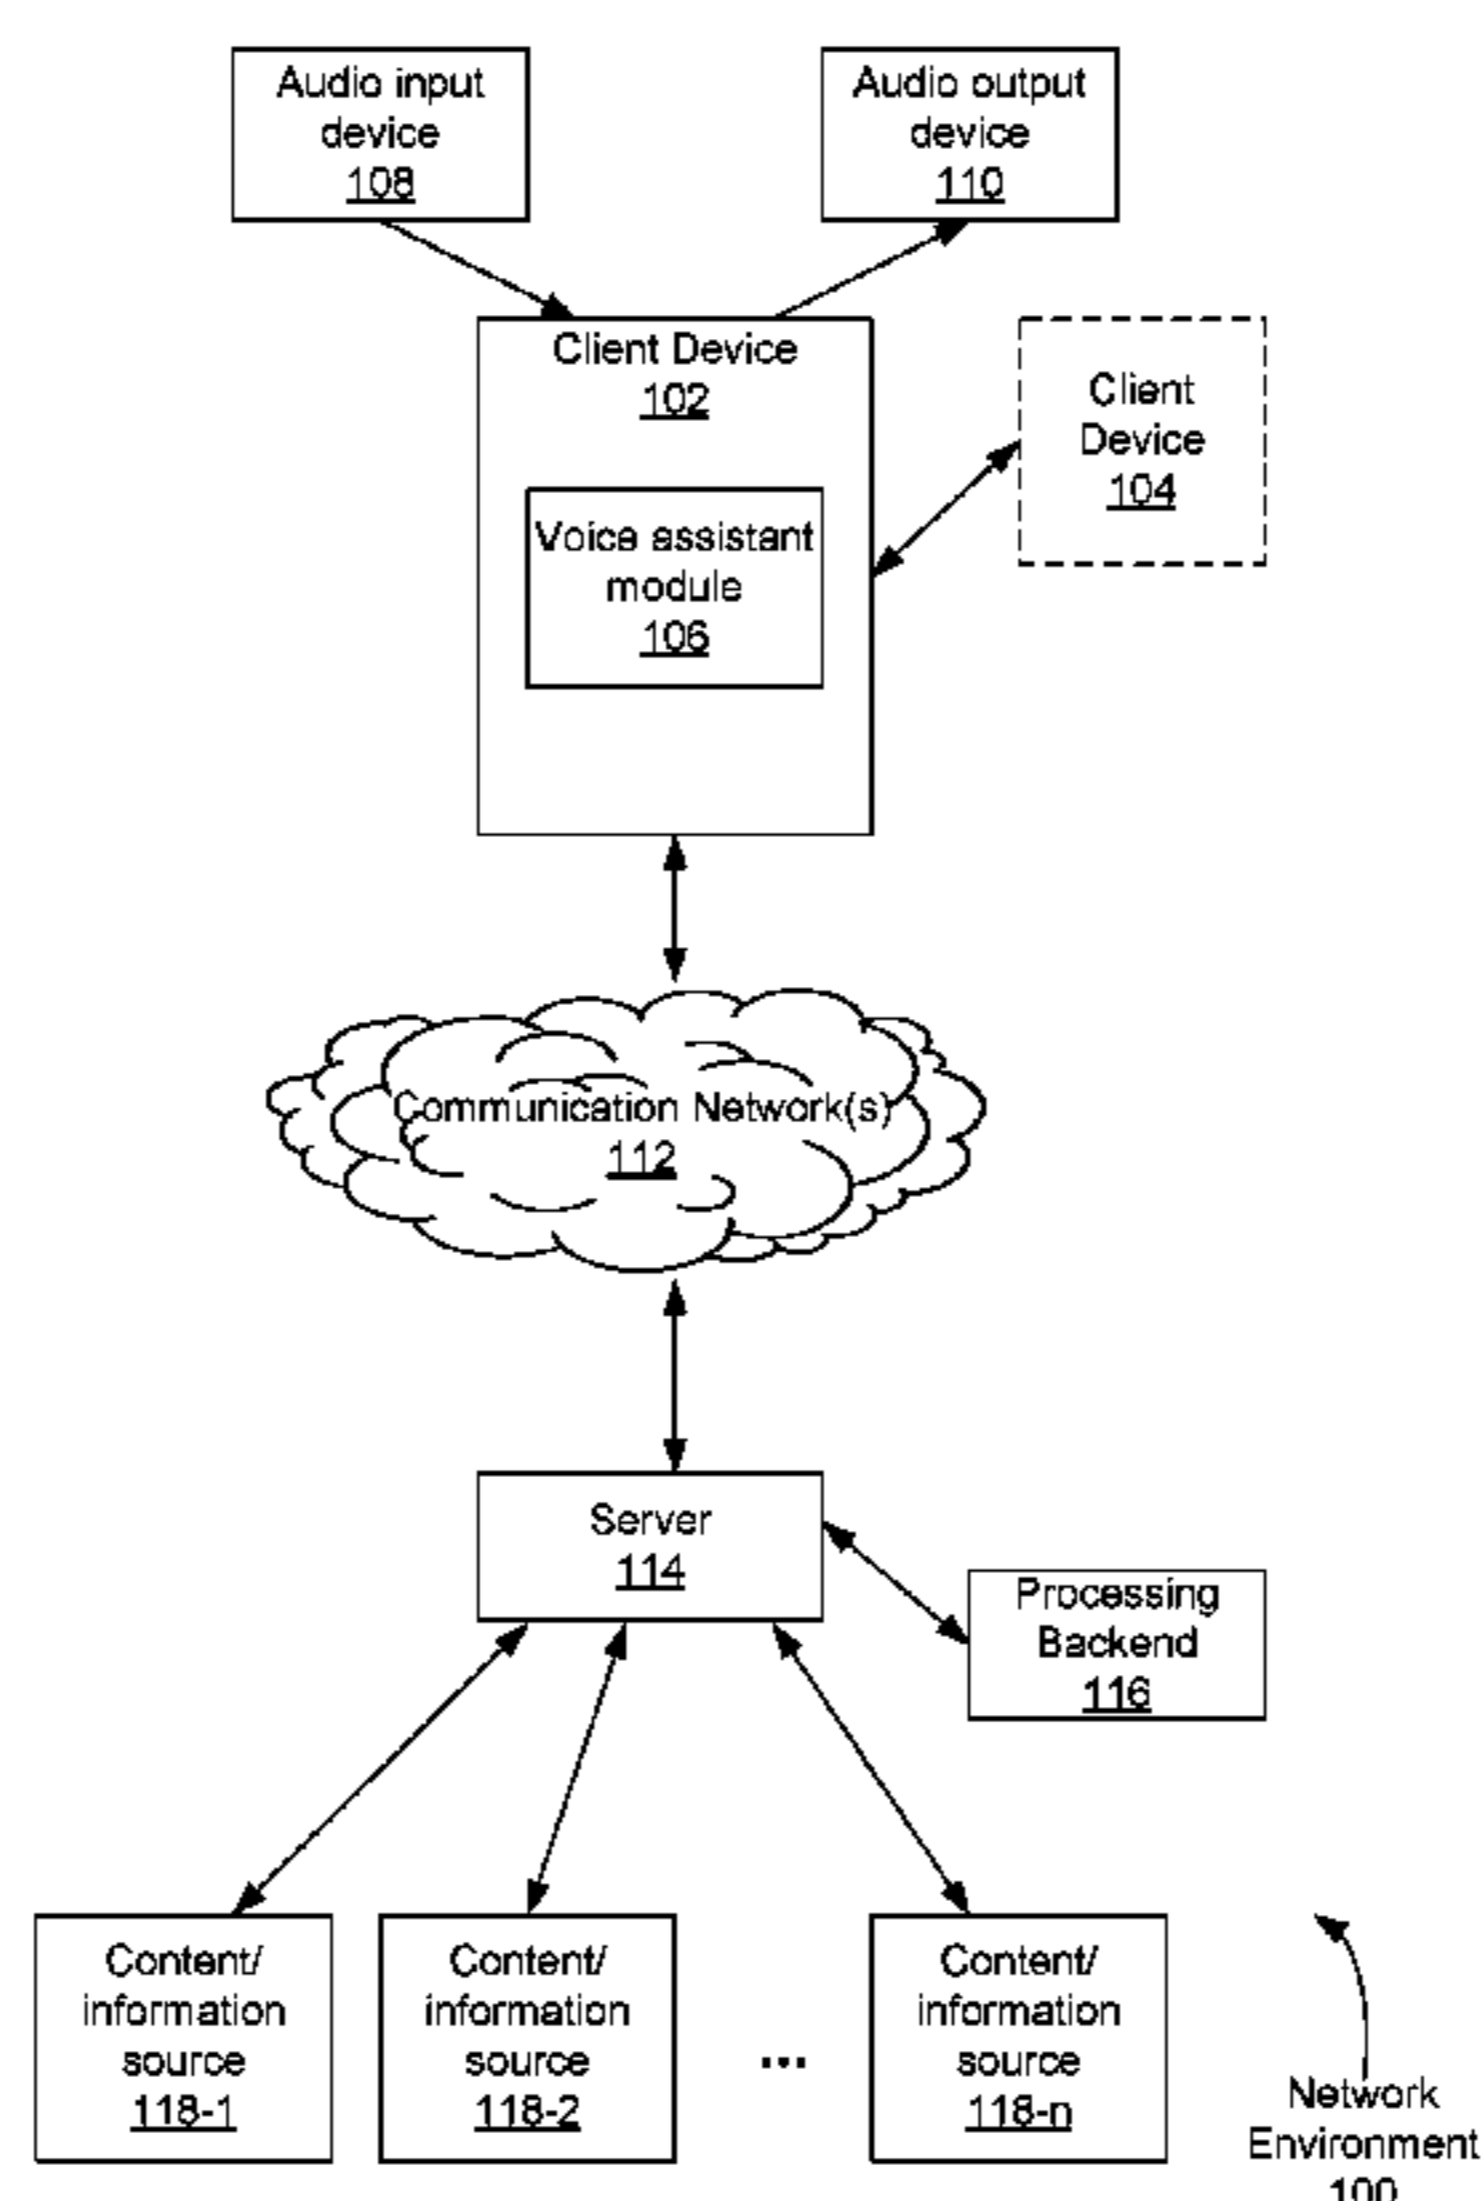 Audio input
device
108
Audio output
device
110
Client Device
102
Client
Device
104
Voice assistant
module
106
Communication Network(s)
112
Server
114
Processing
Backend
116
Content/
information
source
118-1
Content/
information
source
118-2
...
Content/
information
source
118-n
Network
Environment
100